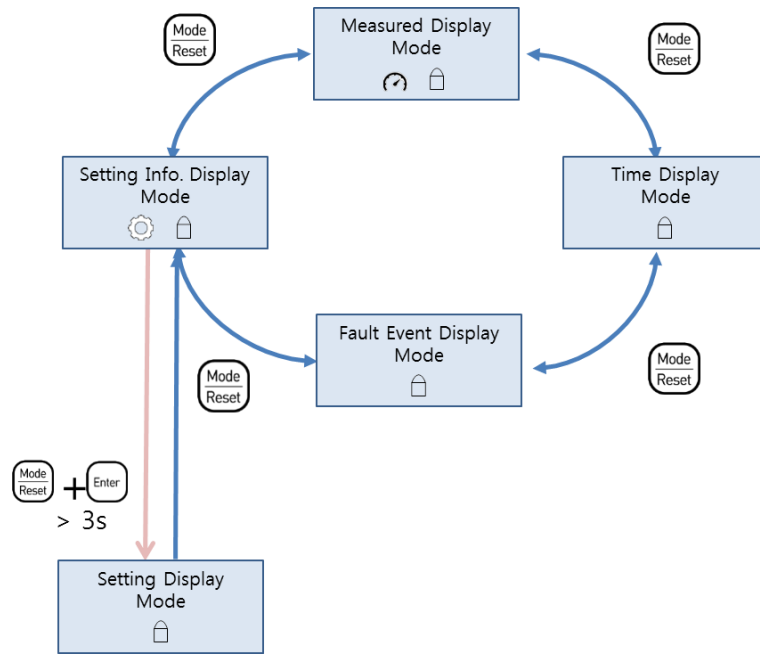 Measured Display
Mode
Mode
Reset
Mode
Reset
Setting Info. Display
Mode
Time Display
Mode
Fault Event Display
Mode
Mode
Reset
Mode
Reset
Mode
Reset
+
Enter
> 3s
Setting Display
Mode